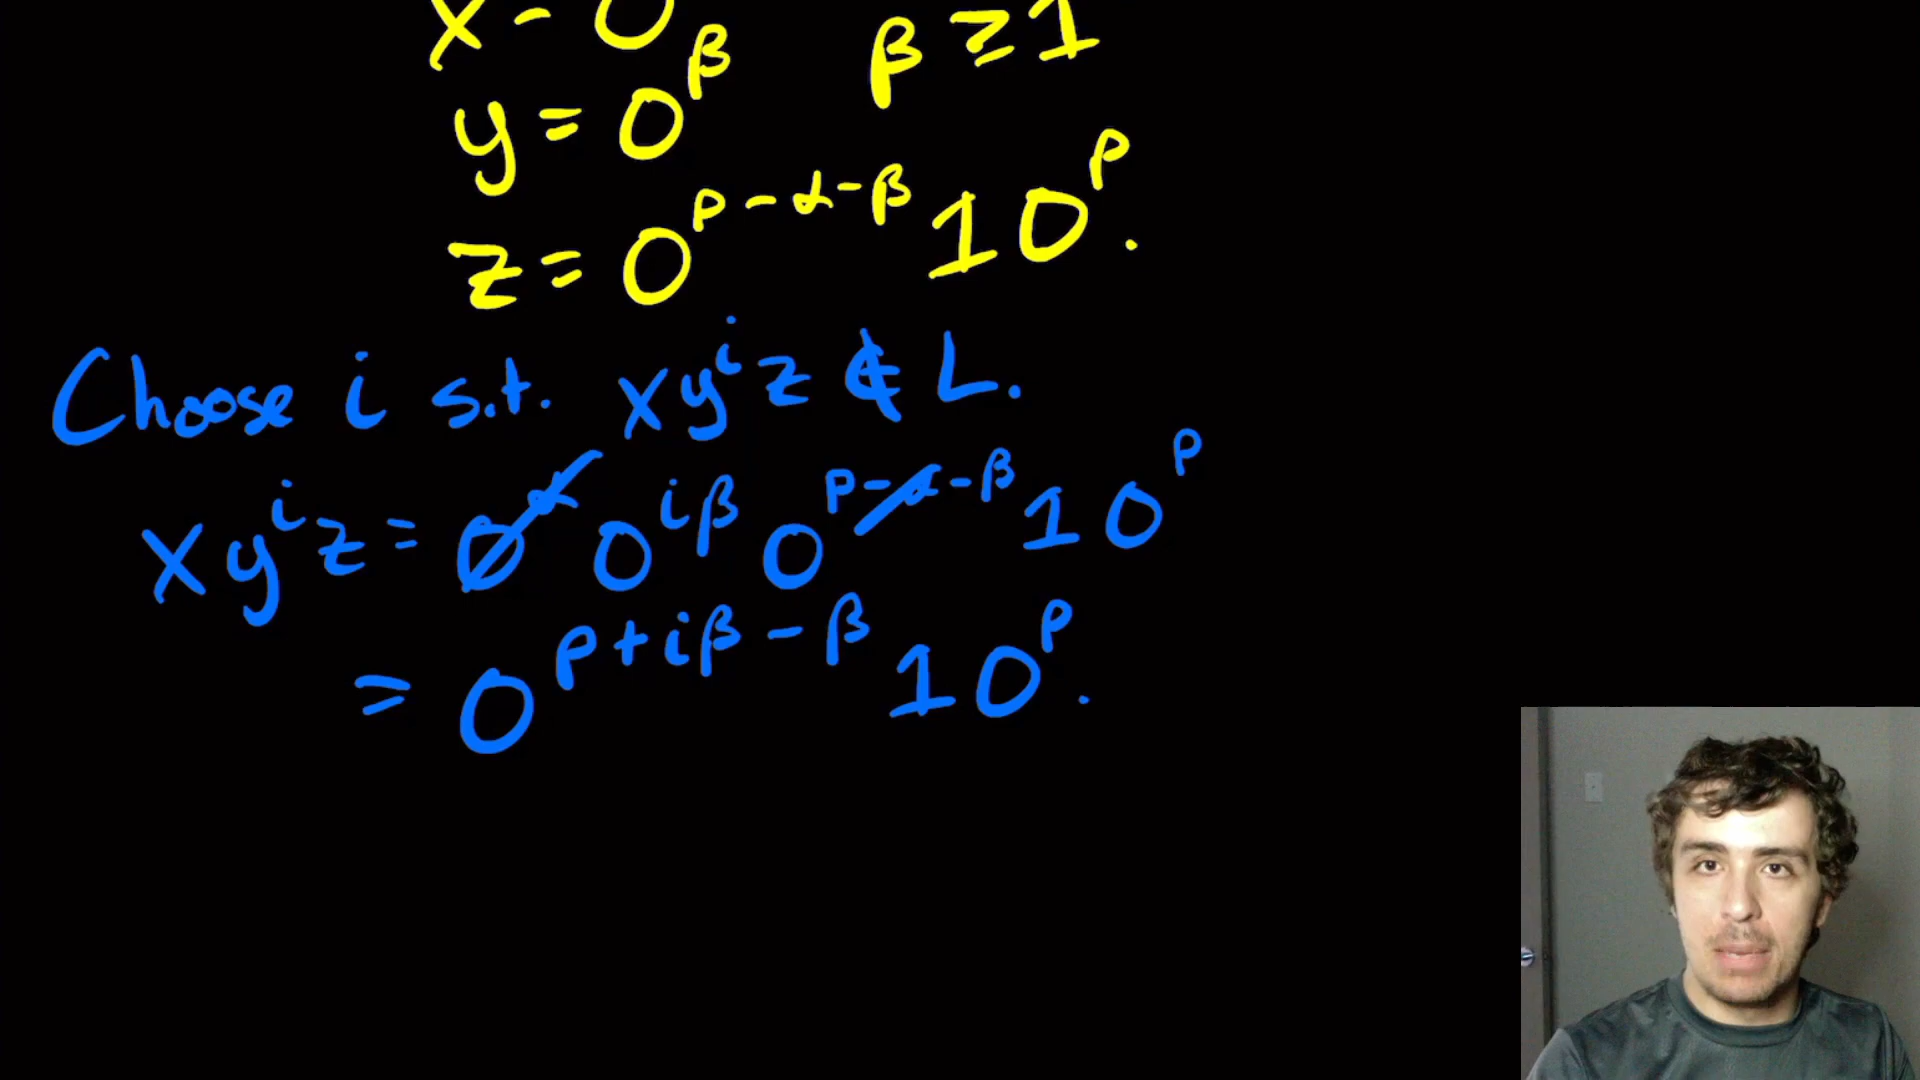 x = 0 β ≥ 1
y = 0^β
z = 0^{p-α-β} 1 0^p.
Choose i s.t. xy^i z ∉ L.
xy^i z = 0^α 0^{iβ} 0^{p-α-β} 1 0^p
= 0^{p+iβ-β} 1 0^p.